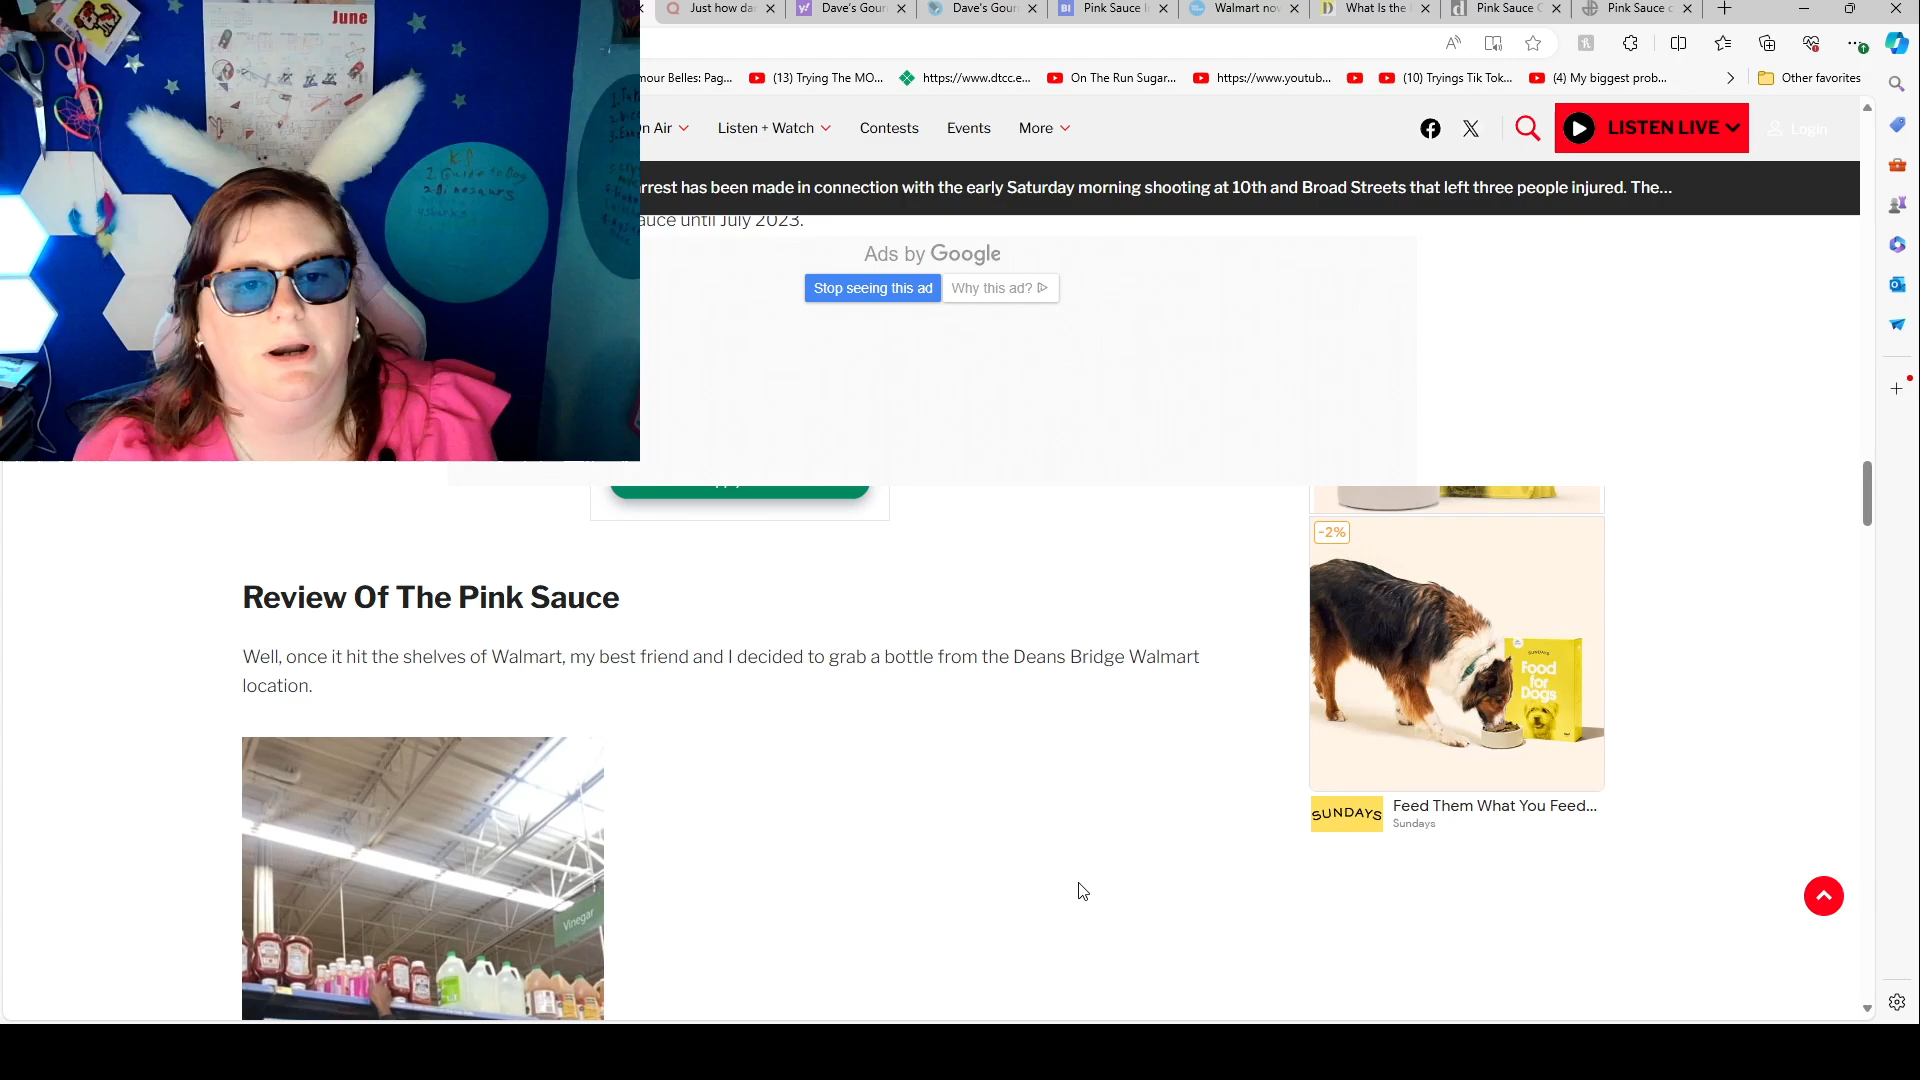 June
K.P
2. Dinosaurs
Just how da
Dave's Gour
Dave's Gour
Pink Sauce I
Walmart no
What Is the
Pink Sauce
Pink Sauce
mour Belles: Pag...
(13) Trying The MO...
https://www.dtcc.e...
On The Run Sugar...
https://www.youtub...
(10) Tryings Tik Tok...
(4) My biggest prob...
Other favorites
n Air
Listen + Watch
Contests
Events
More
LISTEN LIVE
Login
rrest has been made in connection with the early Saturday morning shooting at 10th and Broad Streets that left three people injured. The...
auce until July 2023.
Ads by Google
Stop seeing this ad
Why this ad?
-2%
Review Of The Pink Sauce
Well, once it hit the shelves of Walmart, my best friend and I decided to grab a bottle from the Deans Bridge Walmart
location.
SUNDAYS
Food
for
Dogs
SUNDAYS
Feed Them What You Feed...
Sundays
Vinegar